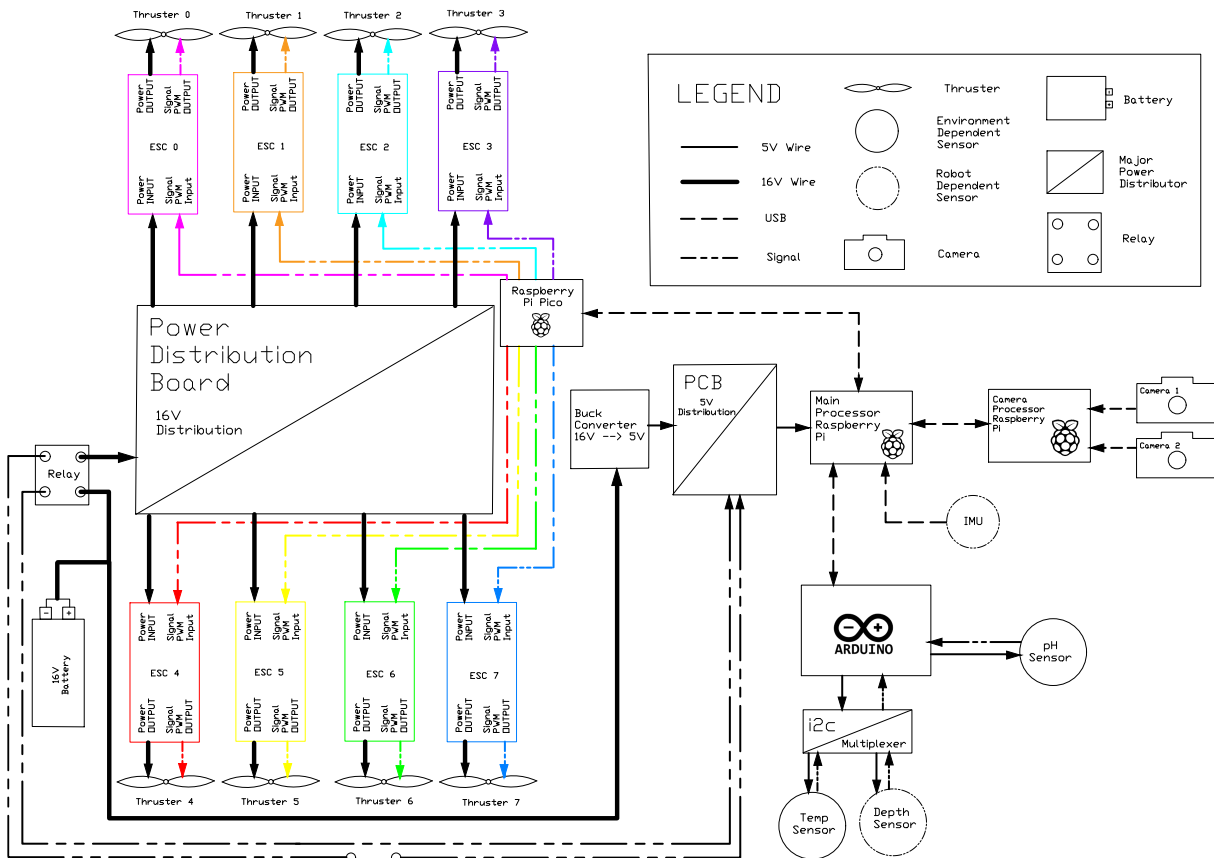 Thruster 0
Thruster 1
Thruster 2
Thruster 3
Power
OUTPUT
Signal
PWM
OUTPUT
ESC 0
Power
INPUT
Signal
PWM
Input
Power
OUTPUT
Signal
PWM
OUTPUT
ESC 1
Power
INPUT
Signal
PWM
Input
Power
OUTPUT
Signal
PWM
OUTPUT
ESC 2
Power
INPUT
Signal
PWM
Input
Power
OUTPUT
Signal
PWM
OUTPUT
ESC 3
Power
INPUT
Signal
PWM
Input
LEGEND
5V Wire
16V Wire
USB
Signal
Thruster
Environment
Dependent
Sensor
Robot
Dependent
Sensor
Camera
Battery
Major
Power
Distributor
Relay
Raspberry
Pi Pico
Power
Distribution
Board
16V
Distribution
Relay
16V
Battery
- +
Buck
Converter
16V --> 5V
PCB
5V
Distribution
Main
Processor
Raspberry
Pi
Camera
Processor
Raspberry
Pi
Camera 1
Camera 2
IMU
ARDUINO
pH
Sensor
i2c
Multiplexer
Temp
Sensor
Depth
Sensor
Power
INPUT
Signal
PWM
Input
ESC 4
Power
OUTPUT
Signal
PWM
OUTPUT
Power
INPUT
Signal
PWM
Input
ESC 5
Power
OUTPUT
Signal
PWM
OUTPUT
Power
INPUT
Signal
PWM
Input
ESC 6
Power
OUTPUT
Signal
PWM
OUTPUT
Power
INPUT
Signal
PWM
Input
ESC 7
Power
OUTPUT
Signal
PWM
OUTPUT
Thruster 4
Thruster 5
Thruster 6
Thruster 7